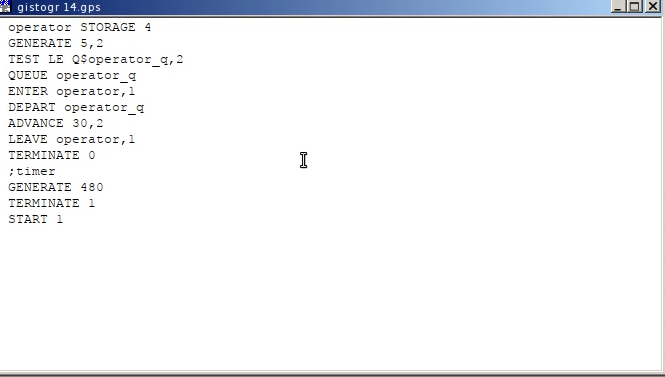 gistogr 14.gps
operator STORAGE 4
GENERATE 5,2
TEST LE Q$operator_q,2
QUEUE operator_q
ENTER operator,1
DEPART operator_q
ADVANCE 30,2
LEAVE operator,1
TERMINATE 0
;timer
GENERATE 480
TERMINATE 1
START 1